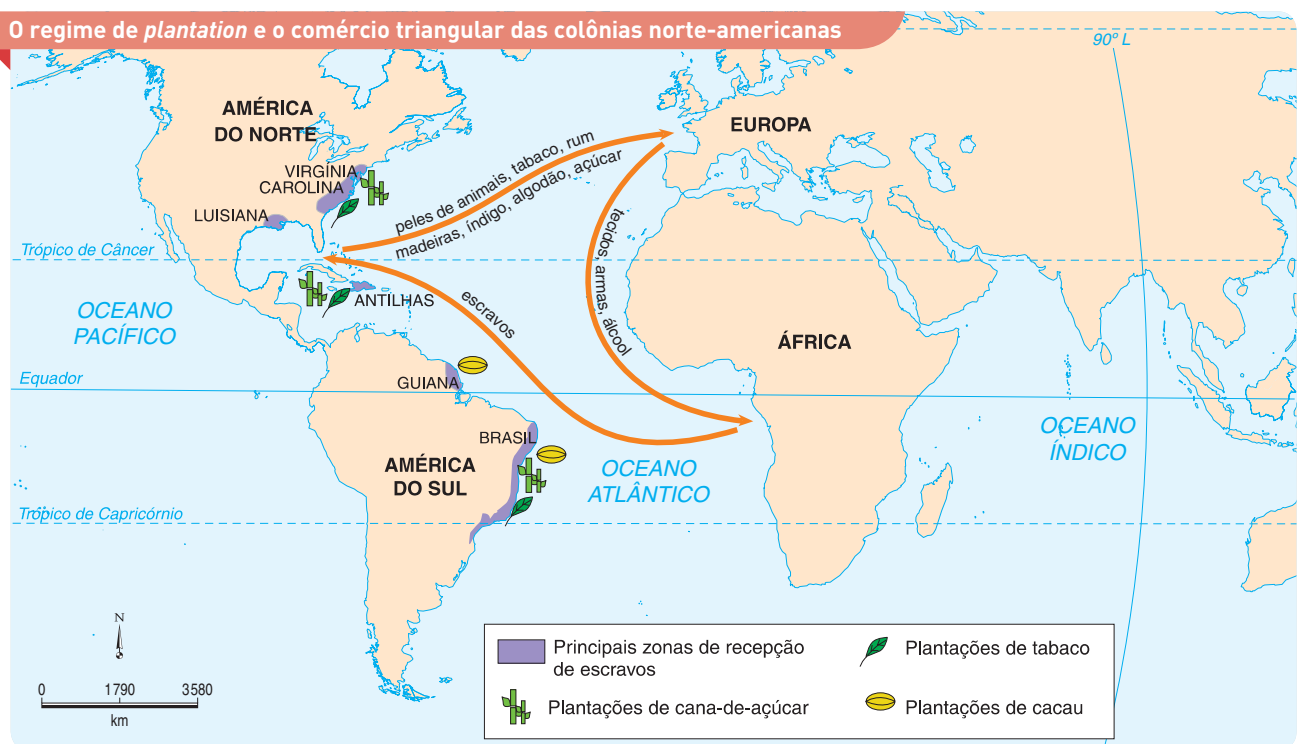 O regime de plantation e o comércio triangular das colônias norte-americanas
90º L
AMÉRICA
DO NORTE
EUROPA
VIRGÍNIA
CAROLINA
LUISIANA
peles de animais, tabaco, rum
madeiras, índigo, algodão, açúcar
tecidos, armas, álcool
Trópico de Câncer
ANTILHAS
escravos
OCEANO
PACÍFICO
ÁFRICA
Equador
GUIANA
BRASIL
AMÉRICA
DO SUL
OCEANO
ATLÂNTICO
OCEANO
ÍNDICO
Trópico de Capricórnio
N
0 1790 3580
km
Principais zonas de recepção
de escravos
Plantações de tabaco
Plantações de cana-de-açúcar
Plantações de cacau